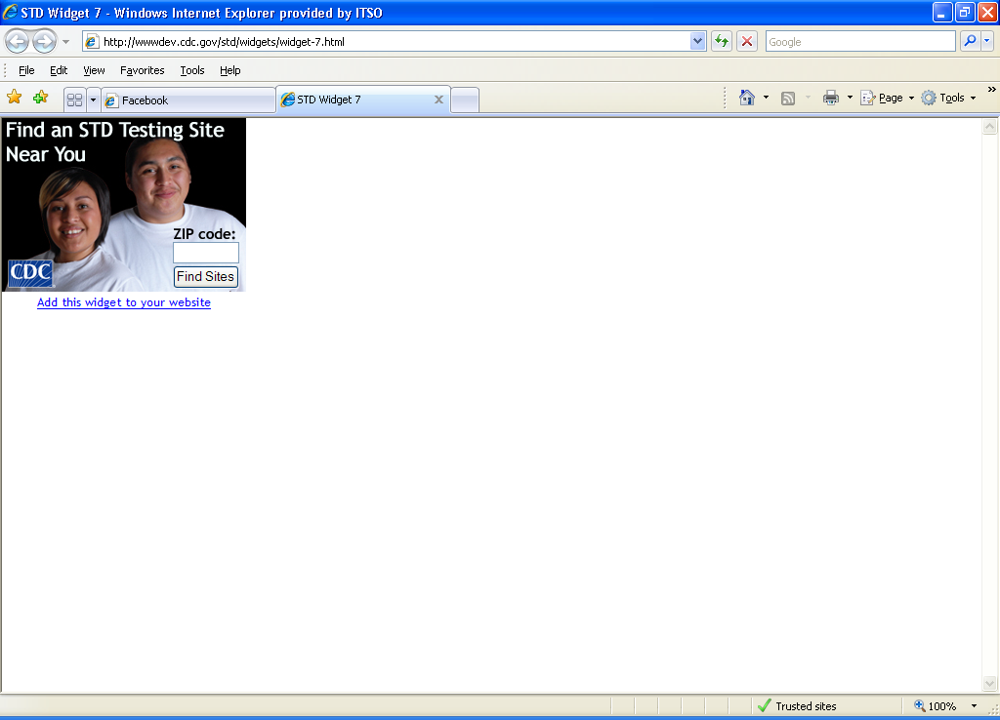 STD Widget 7 - Windows Internet Explorer provided by ITSO
http://wwwdev.cdc.gov/std/widgets/widget-7.html
Google
File Edit View Favorites Tools Help
Facebook
STD Widget 7
Page
Tools
Find an STD Testing Site
Near You
ZIP code:
CDC
Find Sites
Add this widget to your website
Trusted sites
100%